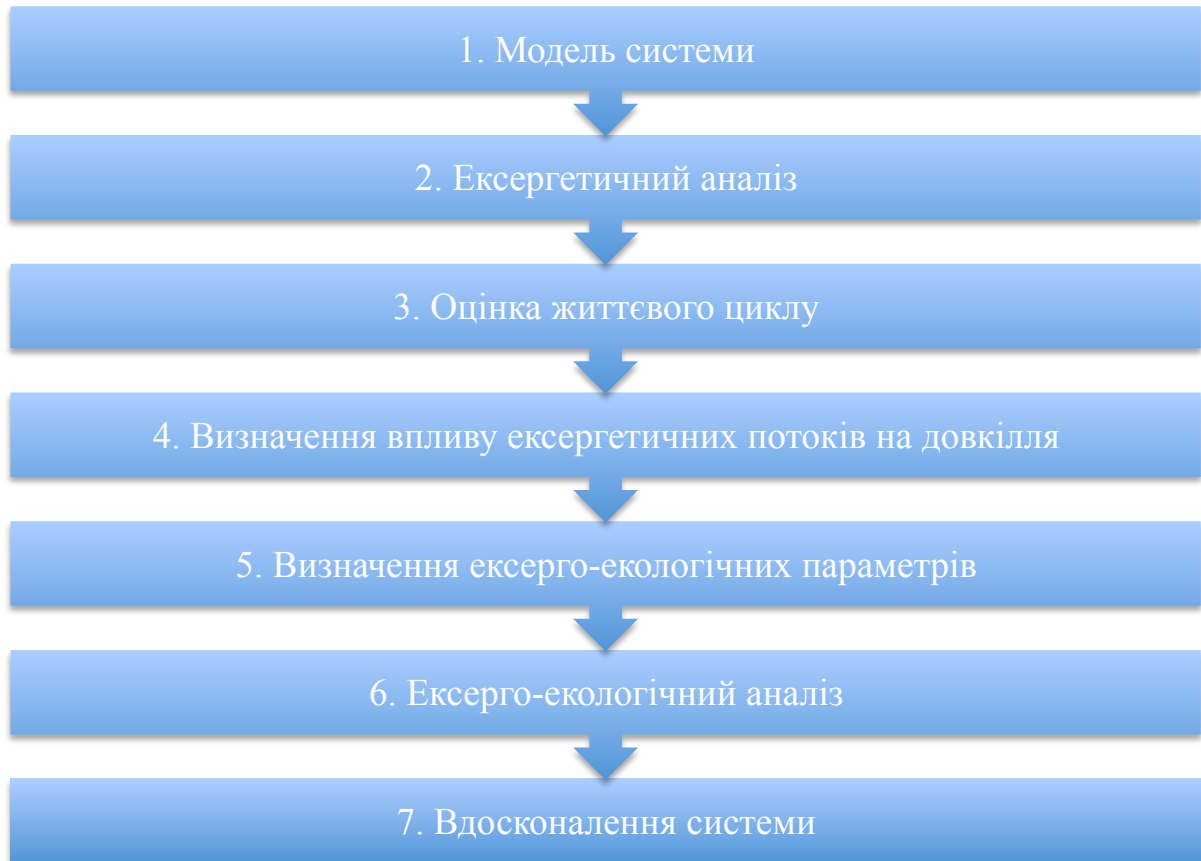 1. Модель системи
2. Ексергетичний аналіз
3. Оцінка життєвого циклу
4. Визначення впливу ексергетичних потоків на довкілля
5. Визначення ексерго-екологічних параметрів
6. Ексерго-екологічний аналіз
7. Вдосконалення системи